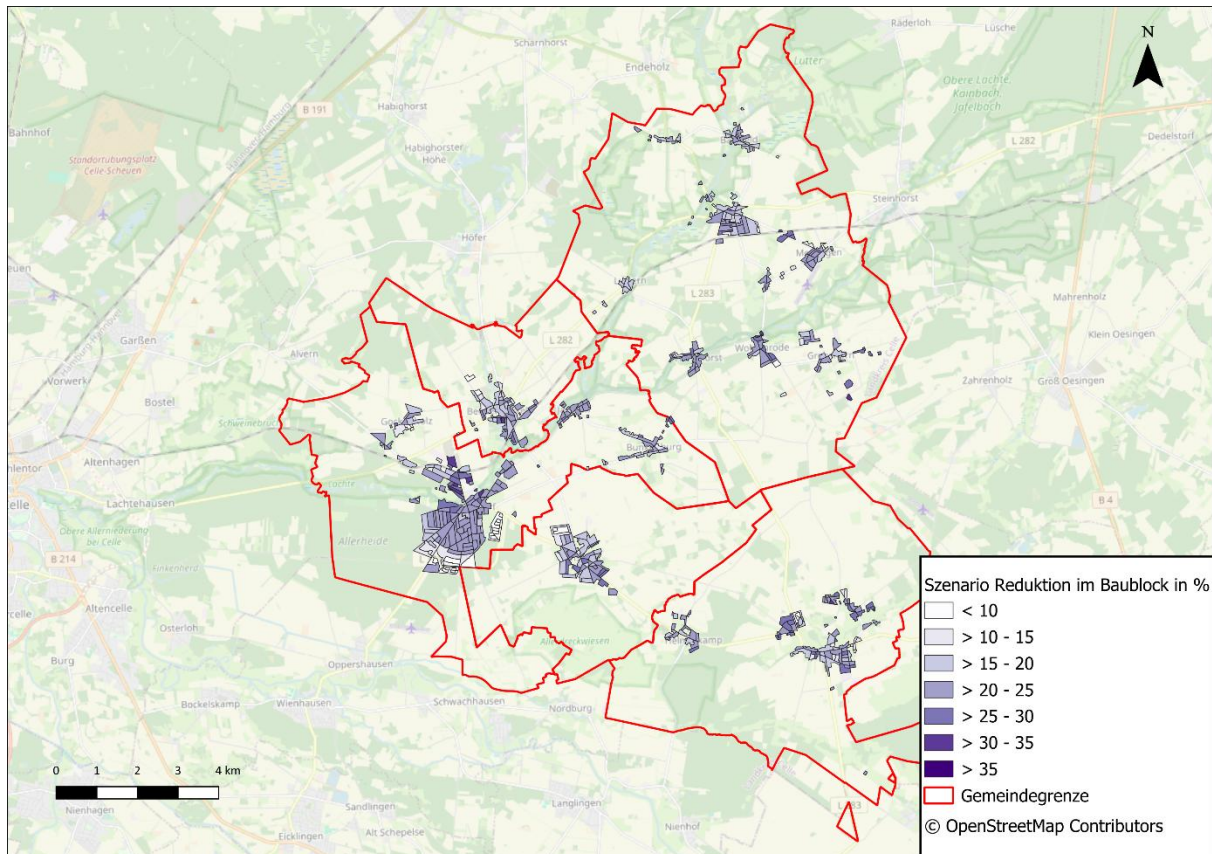 Räderloh
Lüsche
Scharnhorst
Endeholz
Lutter
N
Obere Lachte,
Kainbach,
Jafelbach
B 191
Habighorst
Bahnhof
Dedelstorf
L 282
Habighorster
Höhe
Standortübungsplatz
Celle-Scheuen
Steinhorst
Höfer
L 283
Mahrenholz
Garßen
L 282
Klein Oesingen
Alvern
Vorwerk
Zahrenholz
Groß Oesingen
Bostel
Schweinebruch
Altenhagen
Lachte
Lachtehausen
B 4
Obere Allerniederung
bei Celle
Allerheide
B 214
Finkenherd
Altencelle
Osterloh
Burg
Oppershausen
Bockelskamp
Wienhausen
Schwachhausen
Nordburg
Nienhagen
Sandlingen
Langlingen
Eicklingen
Alt Schepelse
Nienhof
0 1 2 3 4 km
Szenario Reduktion im Baublock in %
< 10
> 10 - 15
> 15 - 20
> 20 - 25
> 25 - 30
> 30 - 35
> 35
Gemeindegrenze
© OpenStreetMap Contributors